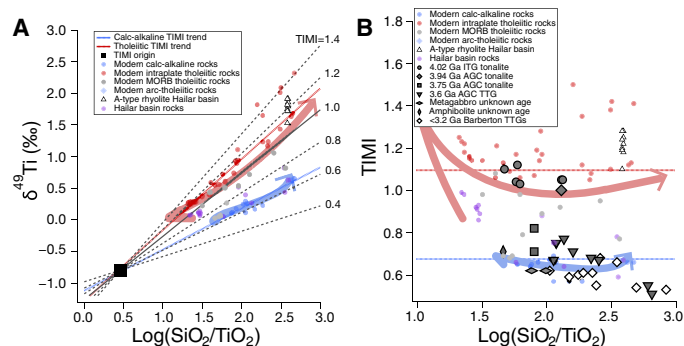 A
δ⁴⁹Ti (‰)
3.0
2.5
2.0
1.5
1.0
0.5
0.0
−0.5
−1.0
Calc-alkaline TIMI trend
Tholeiitic TIMI trend
TIMI origin
Modern calc-alkaline rocks
Modern intraplate tholeiitic rocks
Modern MORB tholeiitic rocks
Modern arc-tholeiitic rocks
A-type rhyolite Hailar basin
Hailar basin rocks
TIMI=1.4
1.2
1.0
0.8
0.6
0.4
0.0 0.5 1.0 1.5 2.0 2.5 3.0
Log(SiO₂/TiO₂)
B
TIMI
1.8
1.6
1.4
1.2
1.0
0.8
0.6
Modern calc-alkaline rocks
Modern intraplate tholeiitic rocks
Modern MORB tholeiitic rocks
Modern arc-tholeiitic rocks
A-type rhyolite Hailar basin
Hailar basin rocks
4.02 Ga ITG tonalite
3.94 Ga AGC tonalite
3.75 Ga AGC tonalite
3.6 Ga AGC TTG
Metagabbro unknown age
Amphibolite unknown age
<3.2 Ga Barberton TTGs
1.0 1.5 2.0 2.5 3.0
Log(SiO₂/TiO₂)